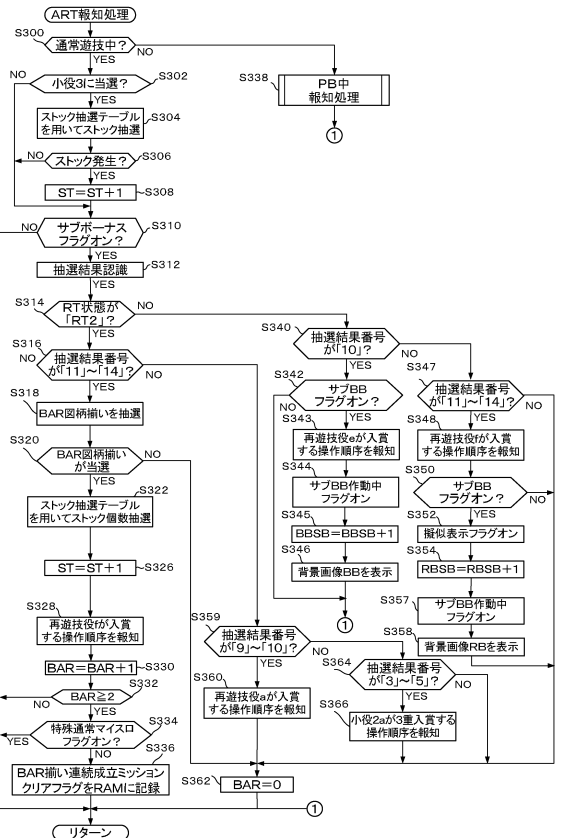 ART報知処理
S300
通常遊技中？
NO
YES
S338
PB中
報知処理
①
NO
小役3に当選？
S302
YES
ストック抽選テーブル
を用いてストック抽選
S304
NO
ストック発生？
S306
YES
ST＝ST＋1
S308
NO
サブボーナス
フラグオン？
S310
YES
抽選結果認識
S312
YES
S314
RT状態が
「RT2」？
NO
YES
S316
NO
抽選結果番号
が「11」～「14」？
NO
YES
S318
BAR図柄揃いを抽選
S320
BAR図柄揃い
が当選
NO
YES
S322
ストック抽選テーブル
を用いてストック個数抽選
ST＝ST＋1
S326
S328
再遊技役fが入賞
する操作順序を報知
BAR＝BAR＋1
S330
BAR≧2
S332
NO
YES
特殊通常マイスロ
フラグオン？
S334
YES
NO
S336
BAR揃い連続成立ミッション
クリアフラグをRAMに記録
リターン
S340
抽選結果番号
が「10」？
NO
YES
S342
サブBB
フラグオン？
NO
YES
S343
再遊技役eが入賞
する操作順序を報知
S344
サブBB作動中
フラグオン
S345
BBSB＝BBSB＋1
S346
背景画像BBを表示
①
S347
抽選結果番号
が「11」～「14」？
NO
YES
S348
再遊技役fが入賞
する操作順序を報知
S350
サブBB
フラグオン？
NO
YES
S352
擬似表示フラグオン
S354
RBSB＝RBSB＋1
S357
サブBB作動中
フラグオン
S358
背景画像RBを表示
S359
抽選結果番号
が「9」～「10」？
NO
YES
S360
再遊技役aが入賞
する操作順序を報知
S364
抽選結果番号
が「3」～「5」？
NO
YES
S366
小役2aが3重入賞する
操作順序を報知
S362
BAR＝0
①